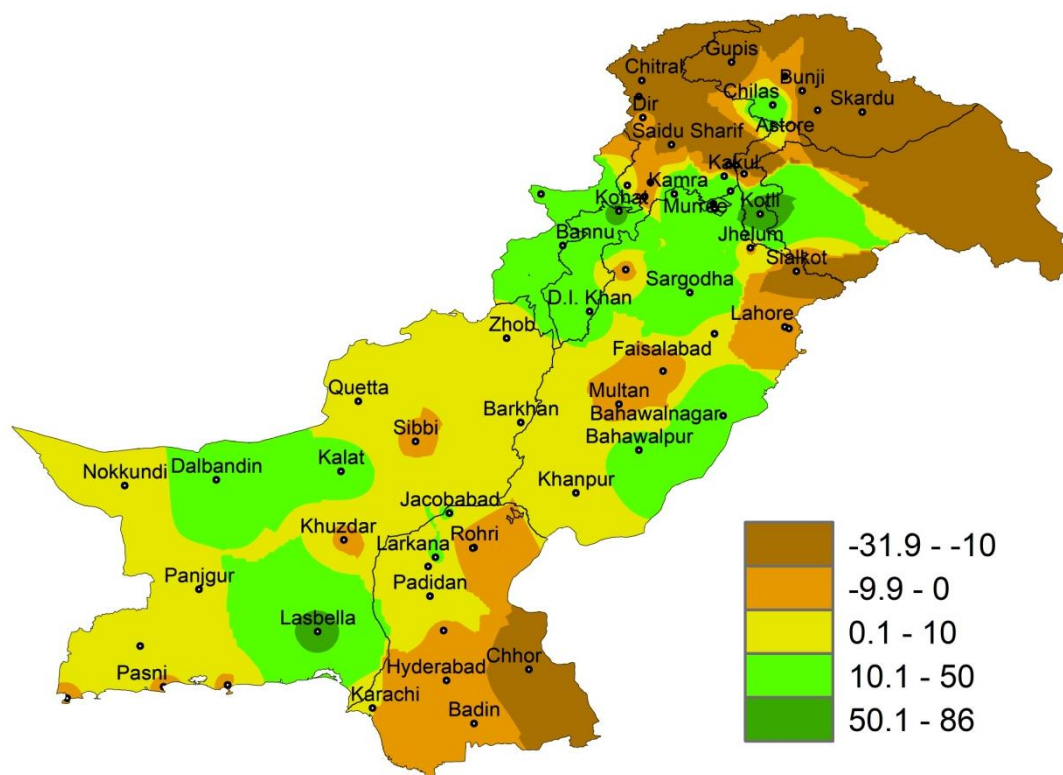 Gupis
Chitral
Bunji
Chilas
Skardu
Dir
Astore
Saidu Sharif
Kakul
Kamra
Kohat
Murree
Kotli
Bannu
Jhelum
Sialkot
Sargodha
D.I. Khan
Lahore
Zhob
Faisalabad
Quetta
Multan
Barkhan
Bahawalnagar
Sibbi
Bahawalpur
Dalbandin
Kalat
Nokkundi
Khanpur
Jacobabad
Khuzdar
Rohri
Larkana
Panjgur
Padidan
Lasbella
Chhor
Hyderabad
Pasni
Karachi
Badin
-31.9 - -10
-9.9 - 0
0.1 - 10
10.1 - 50
50.1 - 86